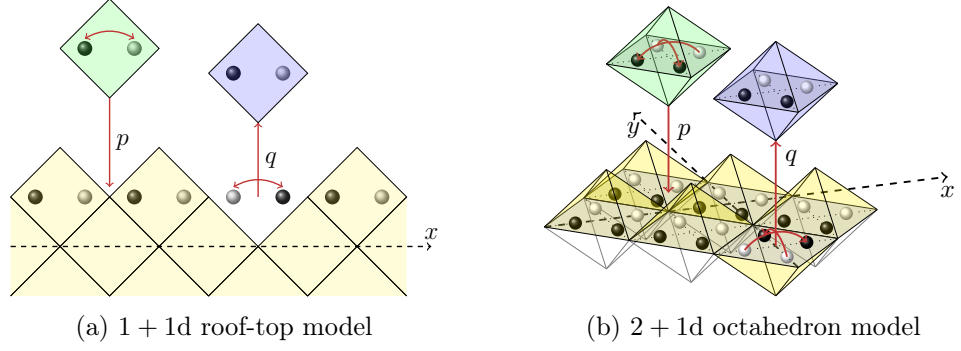 p
q
x
(a) 1 + 1d roof-top model
y
p
q
x
(b) 2 + 1d octahedron model